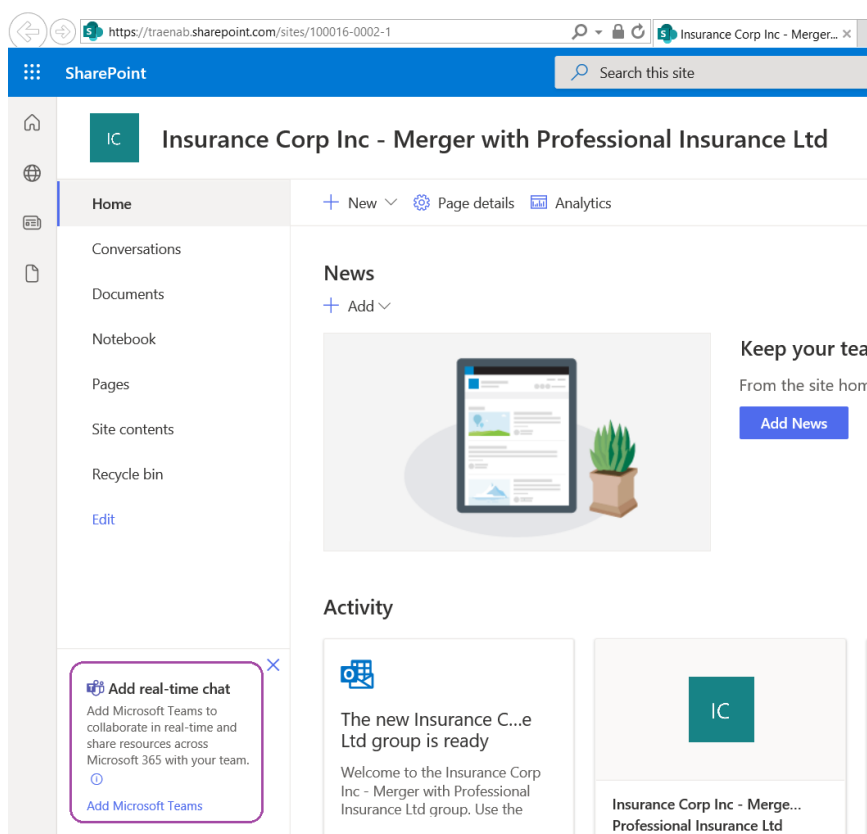 https://traenab.sharepoint.com/sites/100016-0002-1
Insurance Corp Inc - Merger...
SharePoint
Search this site
IC
Insurance Corp Inc - Merger with Professional Insurance Ltd
Home
New
Page details
Analytics
Conversations
Documents
Notebook
Pages
Site contents
Recycle bin
Edit
News
Add
Keep your tea
From the site hom
Add News
Activity
Add real-time chat
Add Microsoft Teams to
collaborate in real-time and
share resources across
Microsoft 365 with your team.
Add Microsoft Teams
The new Insurance C...e
Ltd group is ready
Welcome to the Insurance Corp
Inc - Merger with Professional
Insurance Ltd group. Use the
IC
Insurance Corp Inc - Merge...
Professional Insurance Ltd